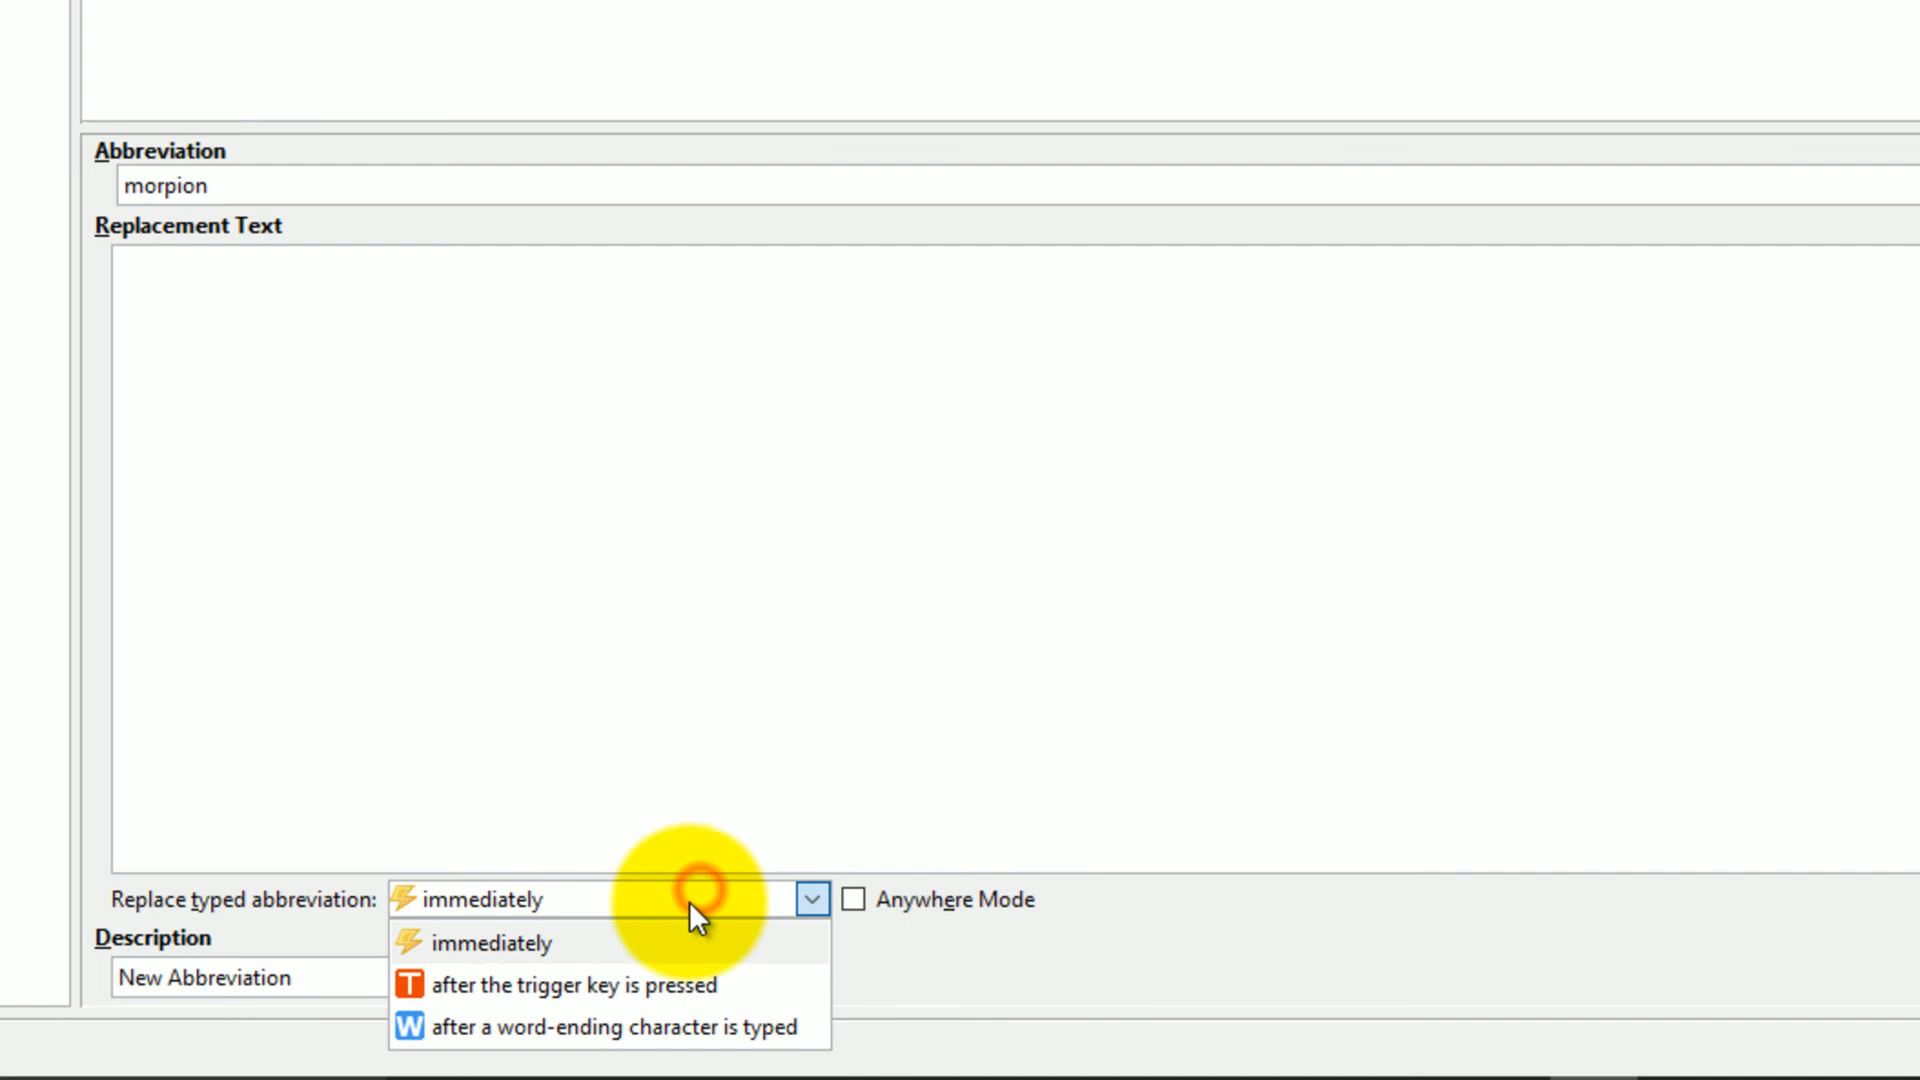 Abbreviation
morpion
Replacement Text
Replace typed abbreviation: immediately Anywhere Mode
immediately
Description
New Abbreviation
T after the trigger key is pressed
W after a word-ending character is typed